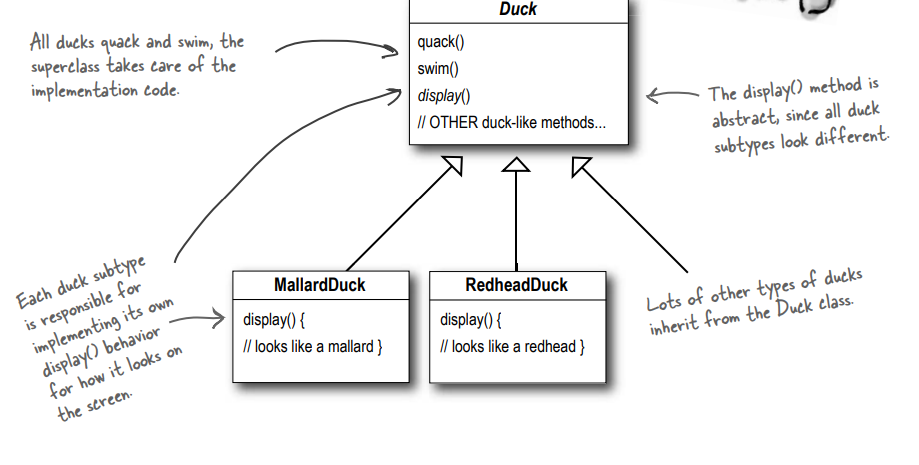 Duck
quack()
swim()
display()
// OTHER duck-like methods...
All ducks quack and swim, the
superclass takes care of the
implementation code.
The display() method is
abstract, since all duck
subtypes look different.
Each duck subtype
is responsible for
implementing its own
display() behavior
for how it looks on
the screen.
MallardDuck
display() {
// looks like a mallard }
RedheadDuck
display() {
// looks like a redhead }
Lots of other types of ducks
inherit from the Duck class.